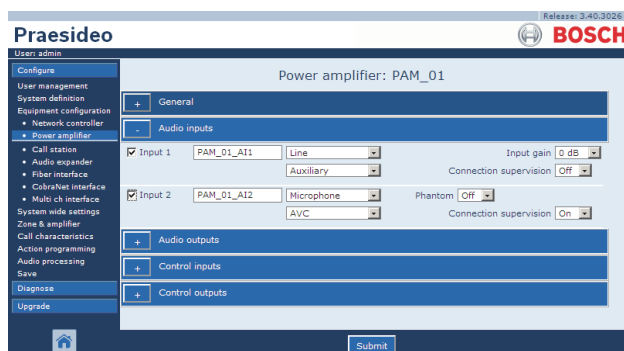 Release: 3.40.3026
Praesideo
BOSCH
User: admin
Configure
User management
System definition
Equipment configuration
• Network controller
• Power amplifier
• Call station
• Audio expander
• Fiber interface
• CobraNet interface
• Multi ch interface
System wide settings
Zone & amplifier
Call characteristics
Action programming
Audio processing
Save
Diagnose
Upgrade
Power amplifier: PAM_01
+ General
- Audio inputs
Input 1 PAM_01_AI1 Line Input gain 0 dB
Auxiliary Connection supervision Off
Input 2 PAM_01_AI2 Microphone Phantom Off
AVC Connection supervision On
+ Audio outputs
+ Control inputs
+ Control outputs
Submit